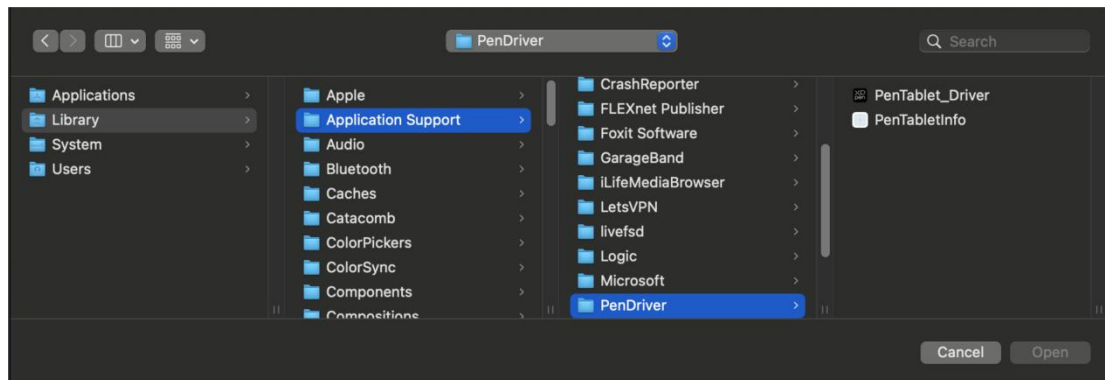 PenDriver
Search
Applications
Library
System
Users
Apple
Application Support
Audio
Bluetooth
Caches
Catacomb
ColorPickers
ColorSync
Components
Compositions
CrashReporter
FLEXnet Publisher
Foxit Software
GarageBand
iLifeMediaBrowser
LetsVPN
livefsd
Logic
Microsoft
PenDriver
PenTablet_Driver
PenTabletInfo
Cancel
Open